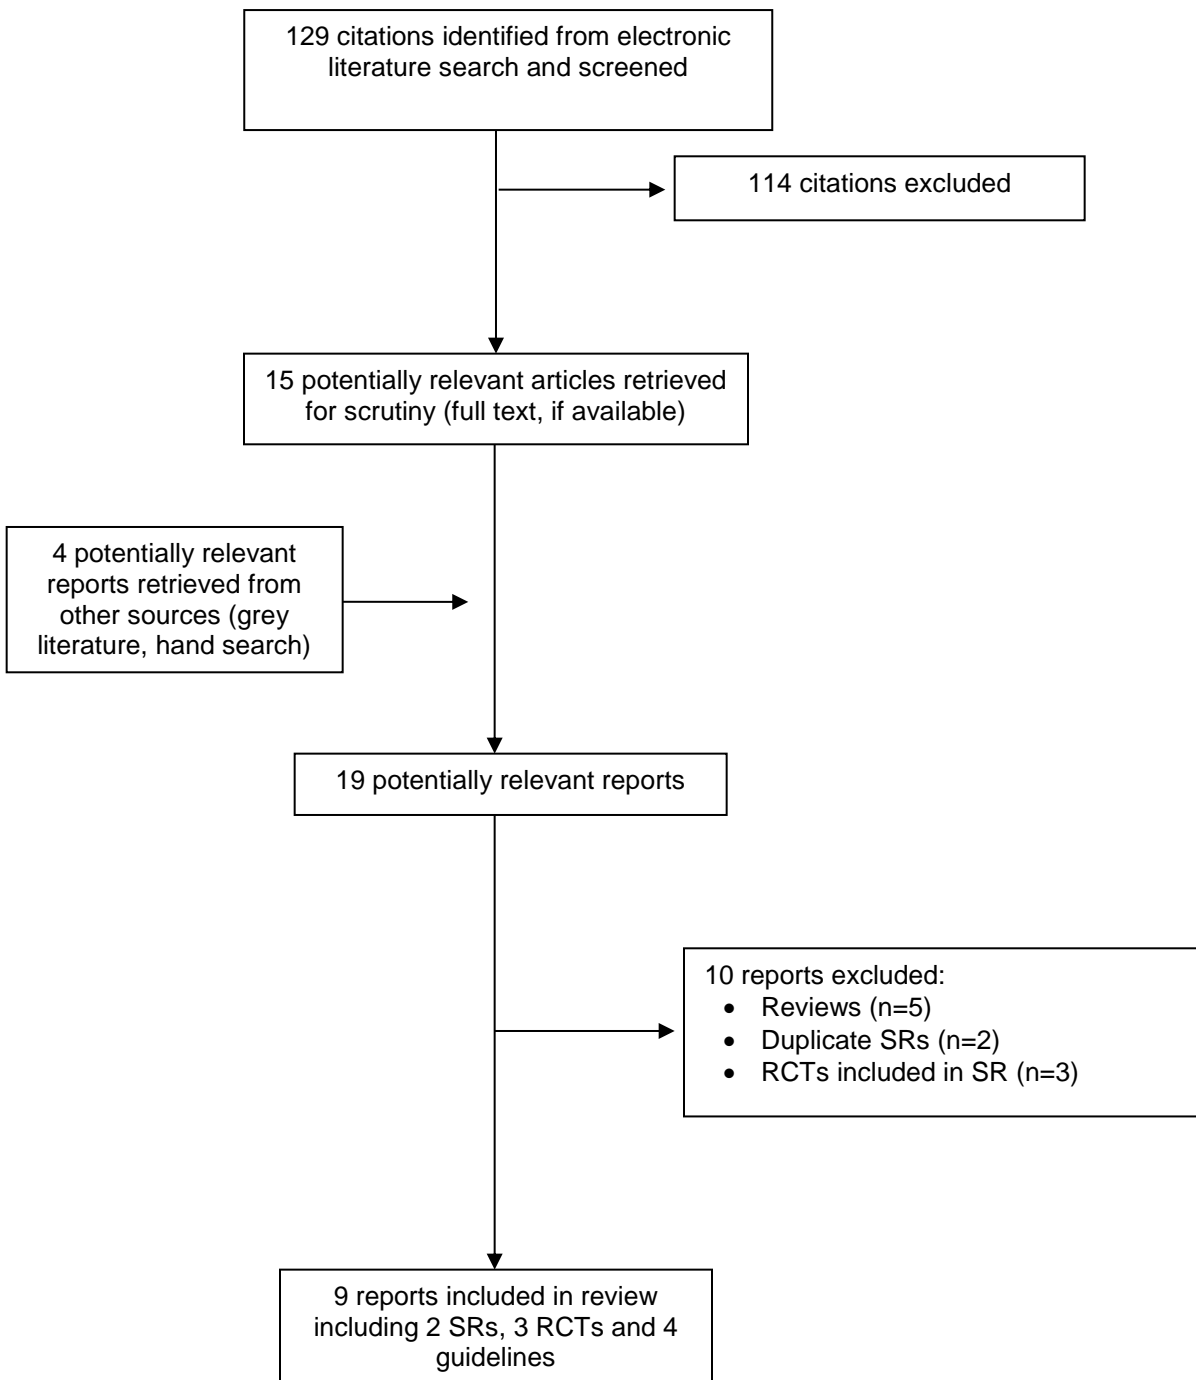 129 citations identified from electronic
literature search and screened
114 citations excluded
15 potentially relevant articles retrieved
for scrutiny (full text, if available)
4 potentially relevant
reports retrieved from
other sources (grey
literature, hand search)
19 potentially relevant reports
10 reports excluded:
• Reviews (n=5)
• Duplicate SRs (n=2)
• RCTs included in SR (n=3)
9 reports included in review
including 2 SRs, 3 RCTs and 4
guidelines